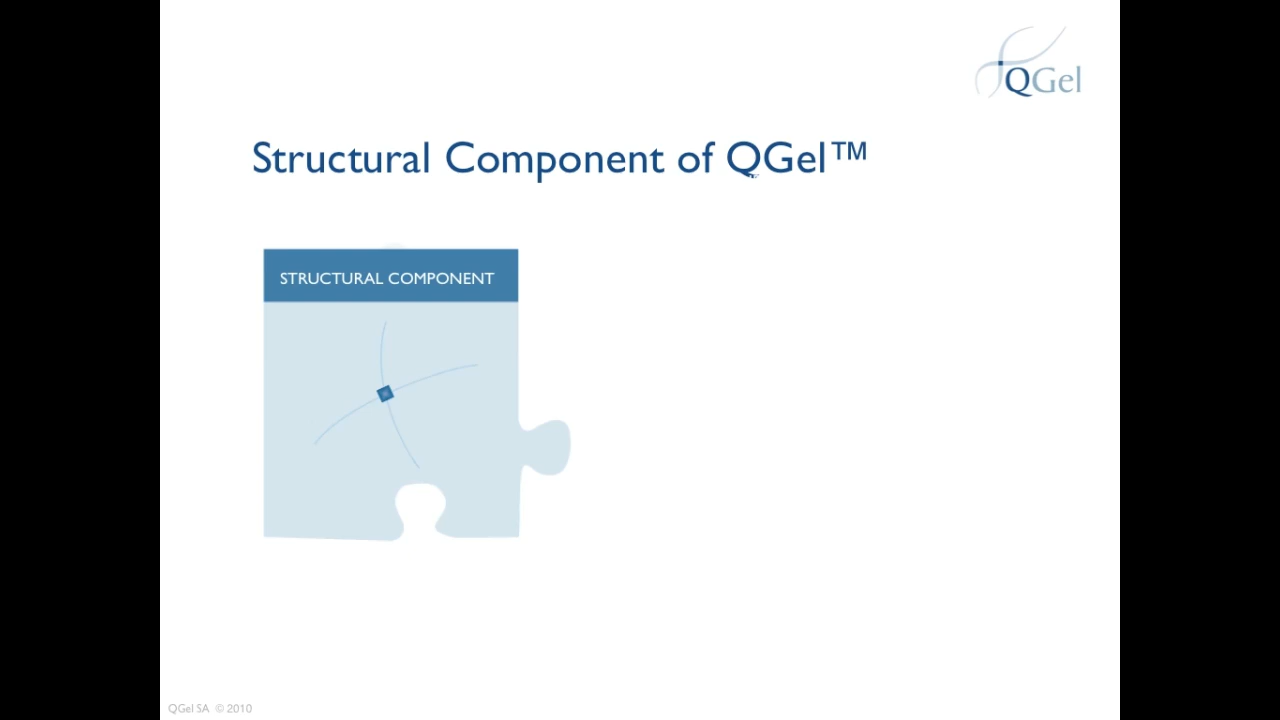 QGel
Structural Component of QGel™
STRUCTURAL COMPONENT
QGel SA © 2010